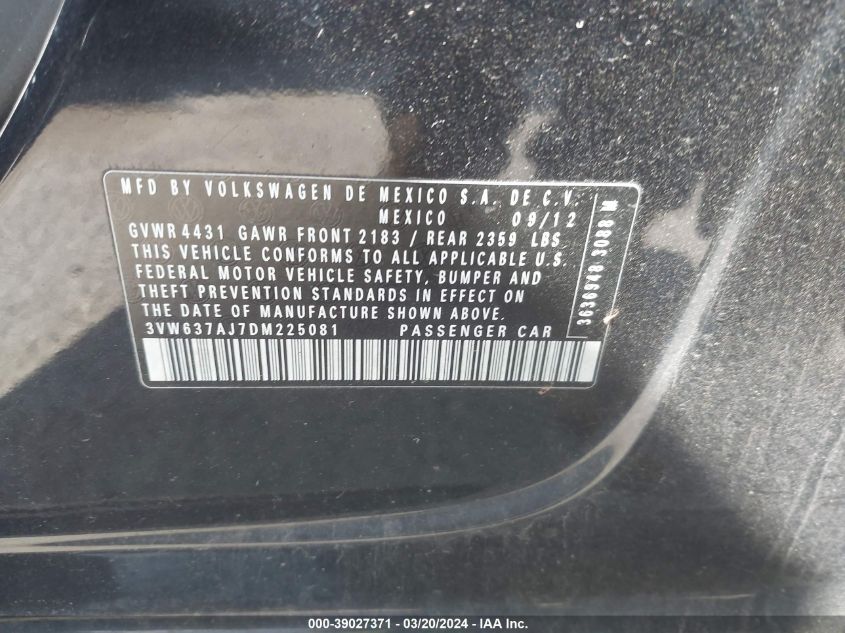 MFD BY VOLKSWAGEN DE MEXICO S.A. DE C.V.
MEXICO 09/12
GVWR 4431 GAWR FRONT 2183 / REAR 2359 LBS
THIS VEHICLE CONFORMS TO ALL APPLICABLE U.S.
FEDERAL MOTOR VEHICLE SAFETY, BUMPER AND
THEFT PREVENTION STANDARDS IN EFFECT ON
THE DATE OF MANUFACTURE SHOWN ABOVE.
3VW637AJ7DM225081 PASSENGER CAR
3636948 3088 M
000-39027371 / 03/20/2024 - IAA Inc.